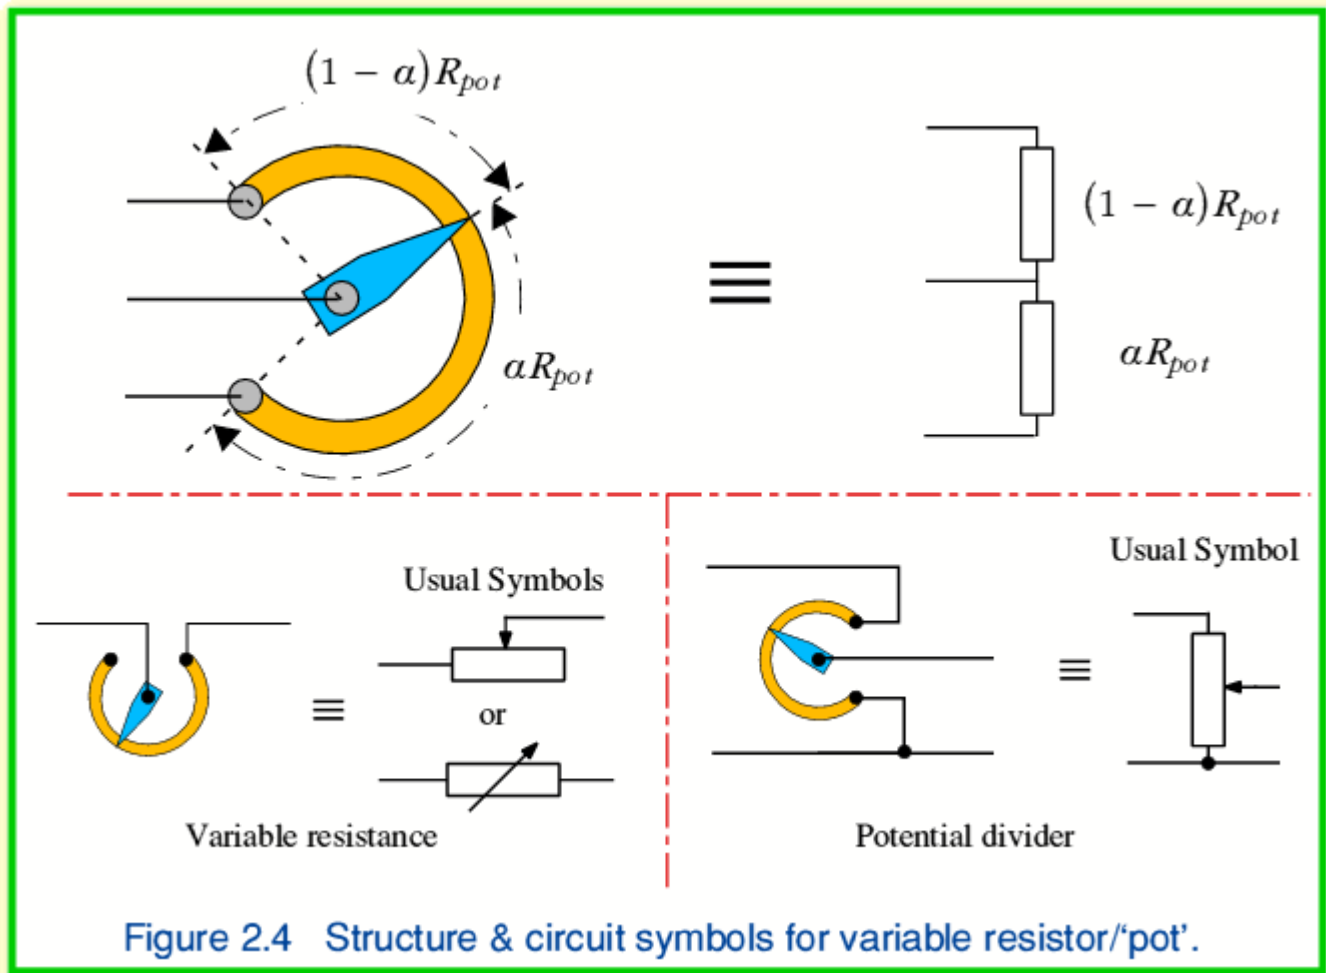 (1 - α)R_pot
(1 - α)R_pot
αR_pot
αR_pot
≡
Usual Symbols
or
≡
Variable resistance
Usual Symbol
≡
Potential divider
Figure 2.4 Structure & circuit symbols for variable resistor/‘pot’.